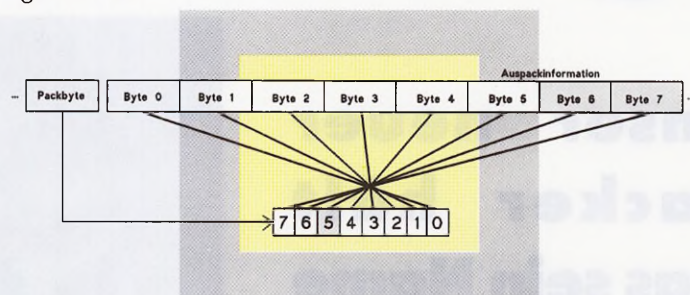 Auspackinformation
... Packbyte Byte 0 Byte 1 Byte 2 Byte 3 Byte 4 Byte 5 Byte 6 Byte 7
7 6 5 4 3 2 1 0